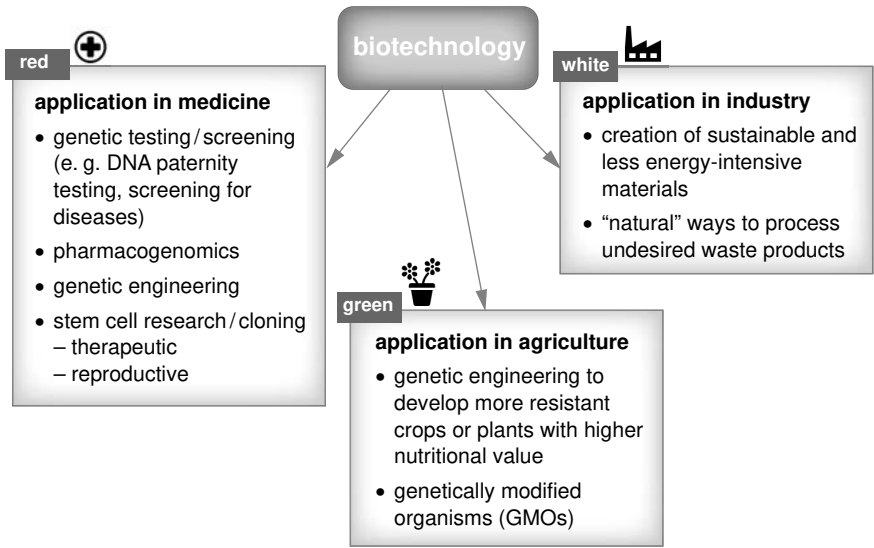 biotechnology
red
application in medicine
• genetic testing/screening
(e. g. DNA paternity
testing, screening for
diseases)
• pharmacogenomics
• genetic engineering
• stem cell research/cloning
– therapeutic
– reproductive
white
application in industry
• creation of sustainable and
less energy-intensive
materials
• “natural” ways to process
undesired waste products
green
application in agriculture
• genetic engineering to
develop more resistant
crops or plants with higher
nutritional value
• genetically modified
organisms (GMOs)